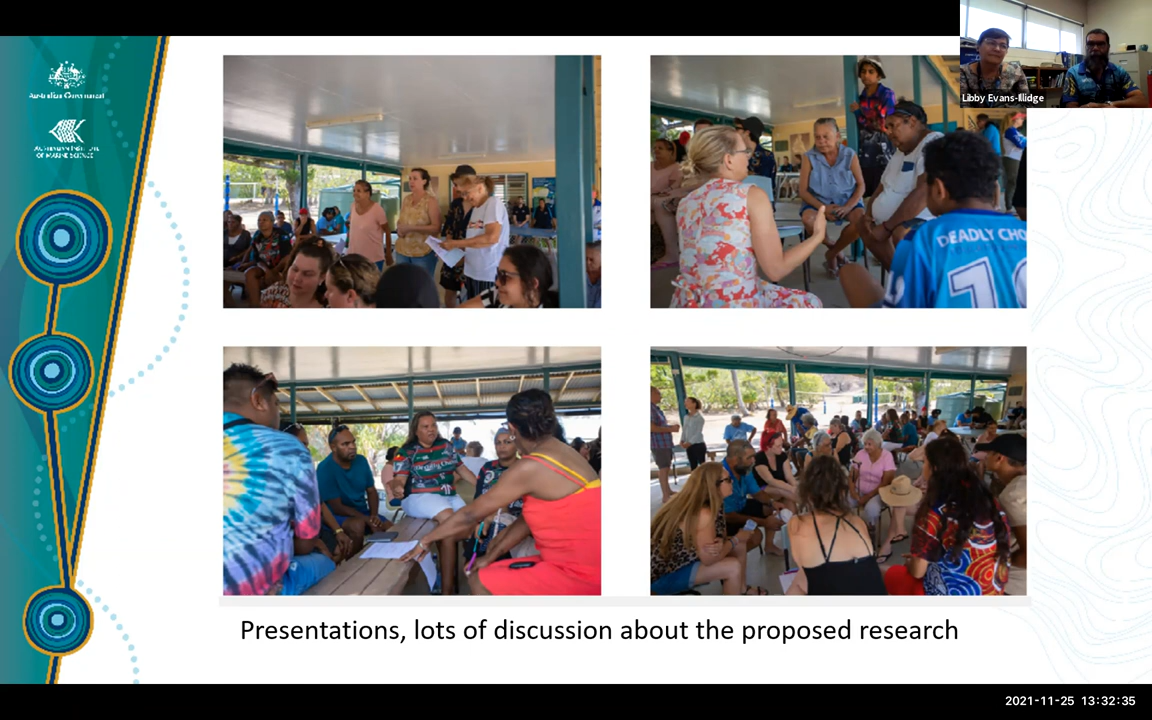 Australian Government
AUSTRALIAN INSTITUTE
OF MARINE SCIENCE
Libby Evans-Illidge
DEADLY CHO
1
Presentations, lots of discussion about the proposed research
2021-11-25 13:32:35